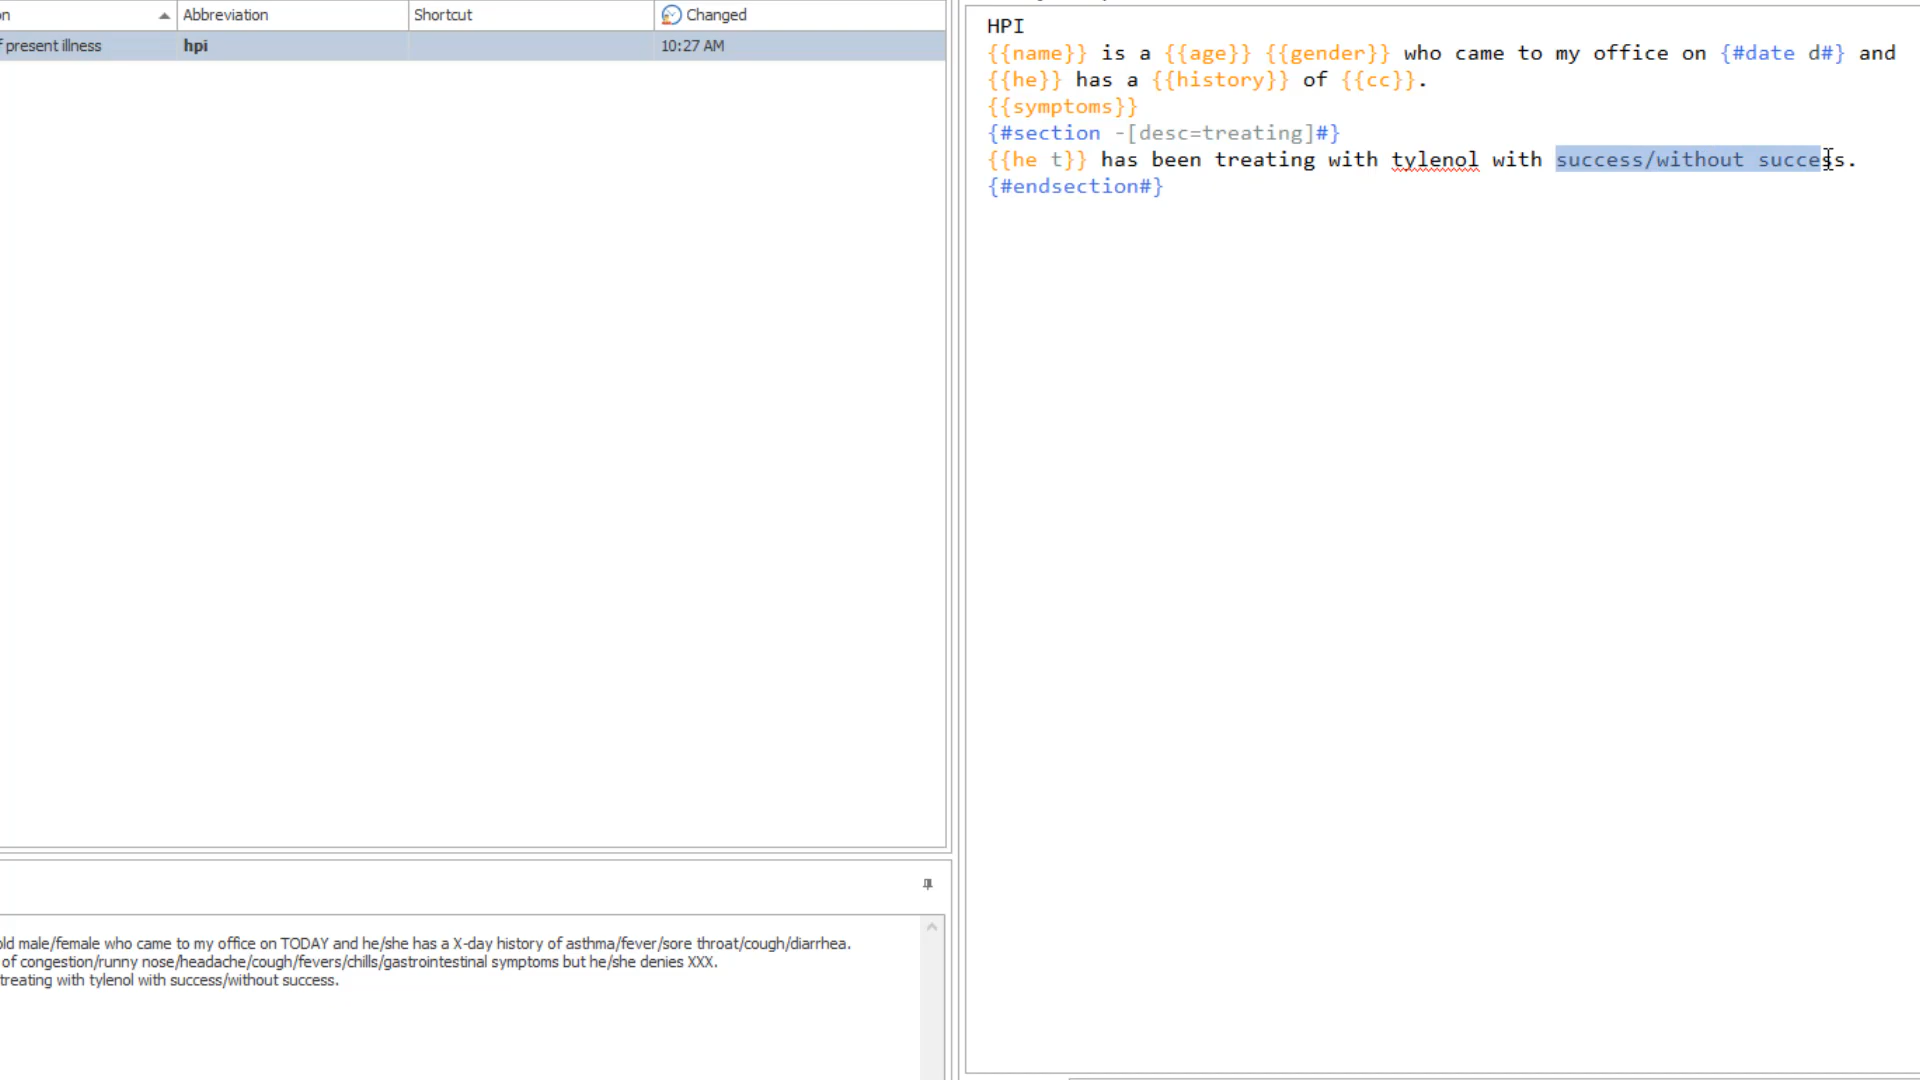 n Abbreviation Shortcut Changed
f present illness hpi 10:27 AM
HPI
{{name}} is a {{age}} {{gender}} who came to my office on {#date d#} and
{{he}} has a {{history}} of {{cc}}.
{{symptoms}}
{#section -[desc=treating]#}
{{he t}} has been treating with tylenol with success/without success.
{#endsection#}
old male/female who came to my office on TODAY and he/she has a X-day history of asthma/fever/sore throat/cough/diarrhea.
of congestion/runny nose/headache/cough/fevers/chills/gastrointestinal symptoms but he/she denies XXX.
treating with tylenol with success/without success.